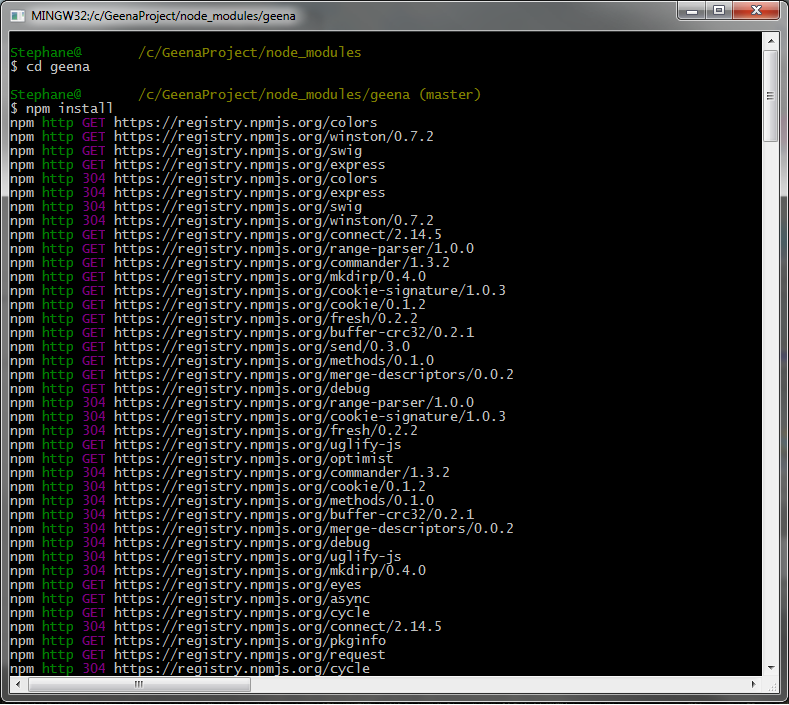 MINGW32:/c/GeenaProject/node_modules/geena
Stephane@ /c/GeenaProject/node_modules
$ cd geena
Stephane@ /c/GeenaProject/node_modules/geena (master)
$ npm install
npm http GET https://registry.npmjs.org/colors
npm http GET https://registry.npmjs.org/winston/0.7.2
npm http GET https://registry.npmjs.org/swig
npm http GET https://registry.npmjs.org/express
npm http 304 https://registry.npmjs.org/colors
npm http 304 https://registry.npmjs.org/express
npm http 304 https://registry.npmjs.org/swig
npm http 304 https://registry.npmjs.org/winston/0.7.2
npm http GET https://registry.npmjs.org/connect/2.14.5
npm http GET https://registry.npmjs.org/range-parser/1.0.0
npm http GET https://registry.npmjs.org/commander/1.3.2
npm http GET https://registry.npmjs.org/mkdirp/0.4.0
npm http GET https://registry.npmjs.org/cookie-signature/1.0.3
npm http GET https://registry.npmjs.org/cookie/0.1.2
npm http GET https://registry.npmjs.org/fresh/0.2.2
npm http GET https://registry.npmjs.org/buffer-crc32/0.2.1
npm http GET https://registry.npmjs.org/send/0.3.0
npm http GET https://registry.npmjs.org/methods/0.1.0
npm http GET https://registry.npmjs.org/merge-descriptors/0.0.2
npm http GET https://registry.npmjs.org/debug
npm http 304 https://registry.npmjs.org/range-parser/1.0.0
npm http 304 https://registry.npmjs.org/cookie-signature/1.0.3
npm http 304 https://registry.npmjs.org/fresh/0.2.2
npm http GET https://registry.npmjs.org/uglify-js
npm http GET https://registry.npmjs.org/optimist
npm http 304 https://registry.npmjs.org/commander/1.3.2
npm http 304 https://registry.npmjs.org/cookie/0.1.2
npm http 304 https://registry.npmjs.org/methods/0.1.0
npm http 304 https://registry.npmjs.org/buffer-crc32/0.2.1
npm http 304 https://registry.npmjs.org/merge-descriptors/0.0.2
npm http 304 https://registry.npmjs.org/debug
npm http 304 https://registry.npmjs.org/uglify-js
npm http 304 https://registry.npmjs.org/mkdirp/0.4.0
npm http GET https://registry.npmjs.org/eyes
npm http GET https://registry.npmjs.org/async
npm http GET https://registry.npmjs.org/cycle
npm http 304 https://registry.npmjs.org/connect/2.14.5
npm http GET https://registry.npmjs.org/pkginfo
npm http GET https://registry.npmjs.org/request
npm http 304 https://registry.npmjs.org/cycle